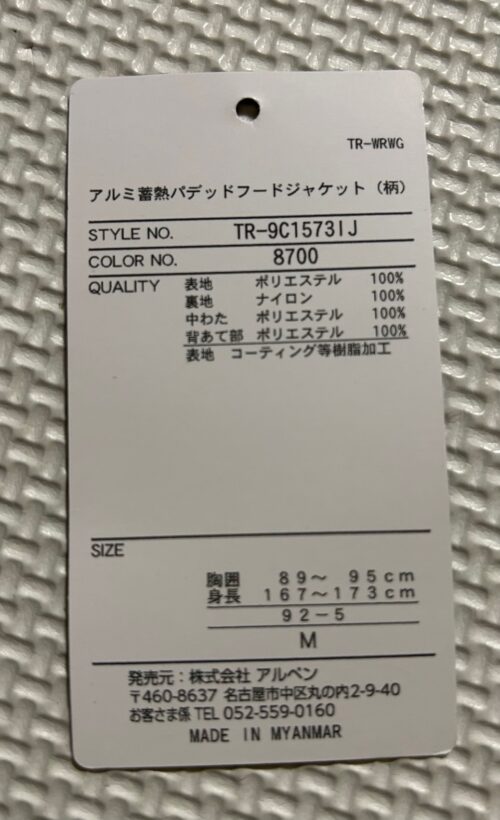 TR-WRWG
アルミ蓄熱パデッドフードジャケット（柄）
STYLE NO. TR-9C1573IJ
COLOR NO. 8700
QUALITY 表地 ポリエステル 100%
裏地 ナイロン 100%
中わた ポリエステル 100%
背あて部 ポリエステル 100%
表地 コーティング等樹脂加工
SIZE
胸囲 89～ 95cm
身長 167～173cm
92-5
M
発売元：株式会社 アルペン
〒460-8637 名古屋市中区丸の内2-9-40
お客さま係 TEL 052-559-0160
MADE IN MYANMAR